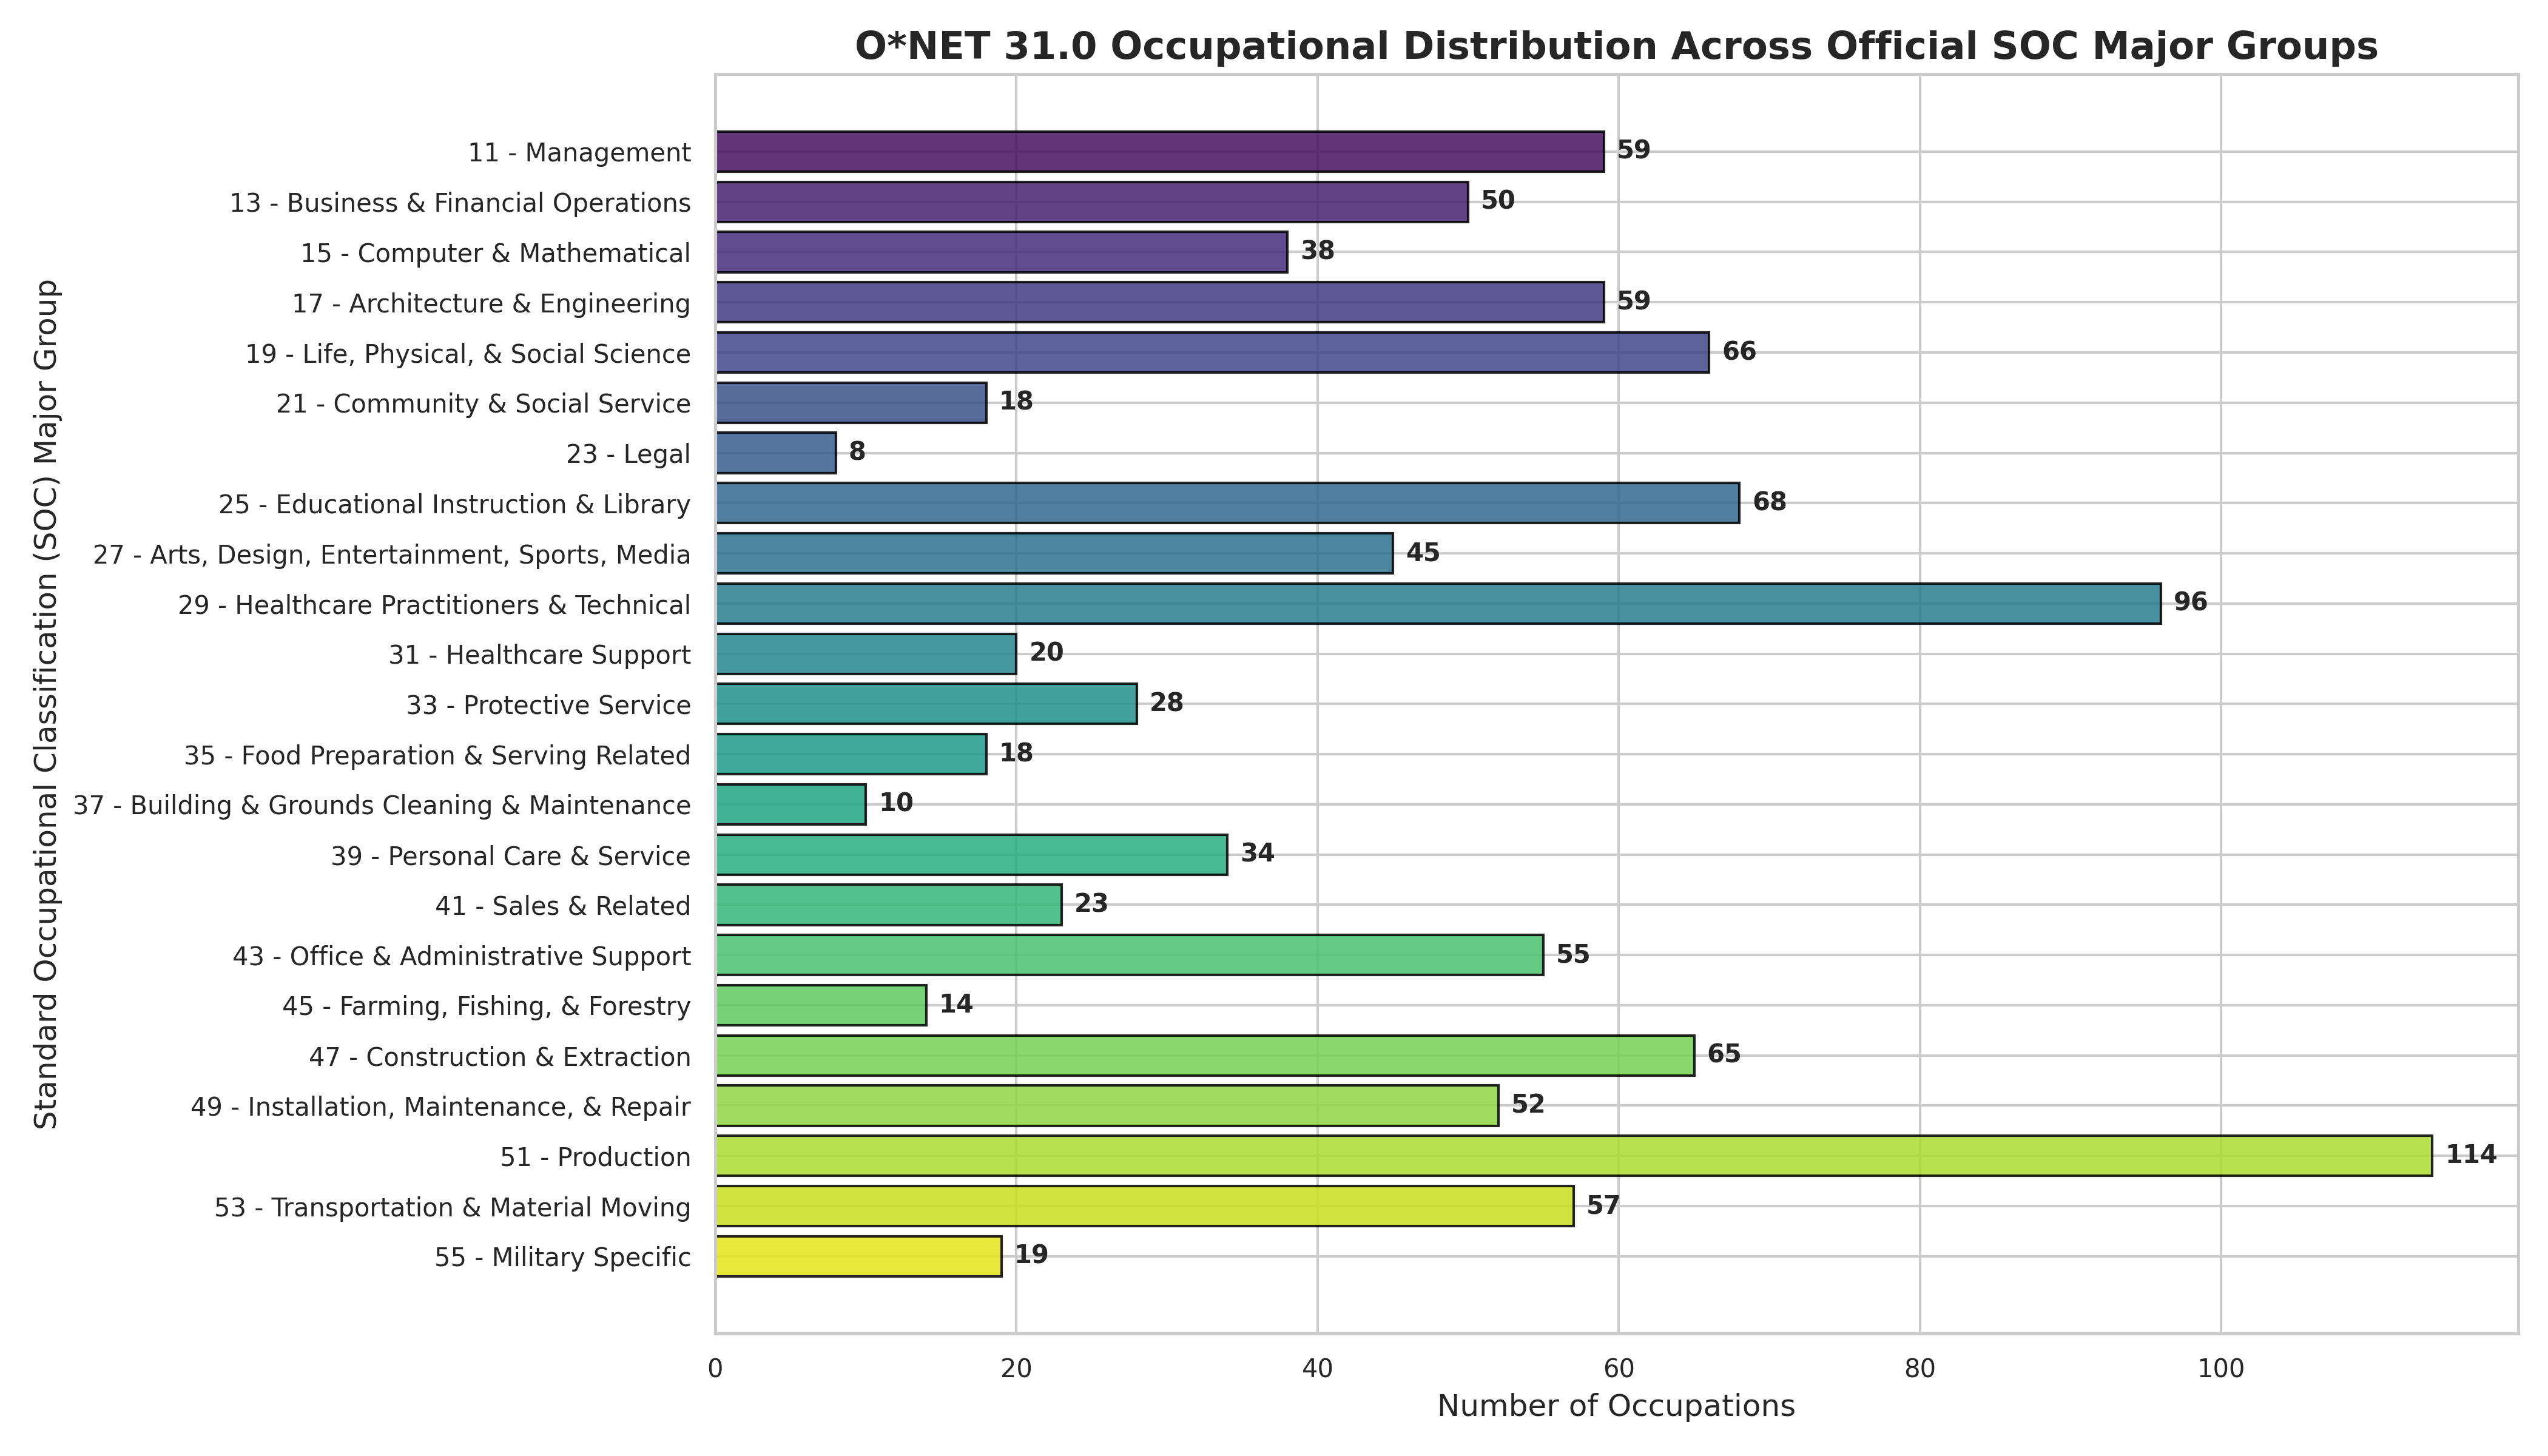 O*NET 31.0 Occupational Distribution Across Official SOC Major Groups
Standard Occupational Classification (SOC) Major Group
11 - Management 59
13 - Business & Financial Operations 50
15 - Computer & Mathematical 38
17 - Architecture & Engineering 59
19 - Life, Physical, & Social Science 66
21 - Community & Social Service 18
23 - Legal 8
25 - Educational Instruction & Library 68
27 - Arts, Design, Entertainment, Sports, Media 45
29 - Healthcare Practitioners & Technical 96
31 - Healthcare Support 20
33 - Protective Service 28
35 - Food Preparation & Serving Related 18
37 - Building & Grounds Cleaning & Maintenance 10
39 - Personal Care & Service 34
41 - Sales & Related 23
43 - Office & Administrative Support 55
45 - Farming, Fishing, & Forestry 14
47 - Construction & Extraction 65
49 - Installation, Maintenance, & Repair 52
51 - Production 114
53 - Transportation & Material Moving 57
55 - Military Specific 19
0 20 40 60 80 100
Number of Occupations